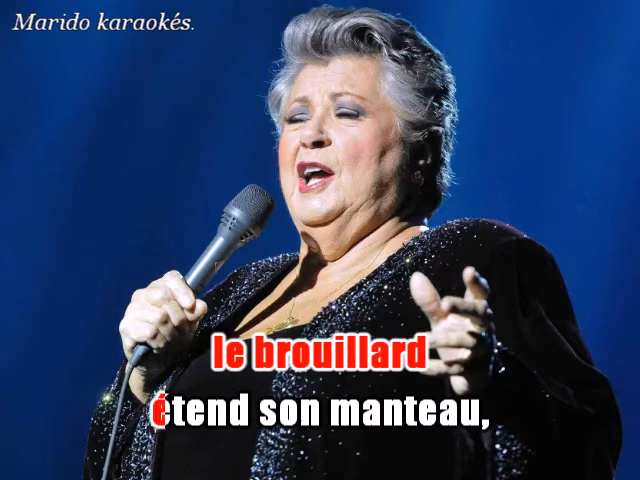 Marido karaokés.
le brouillard
étend son manteau,